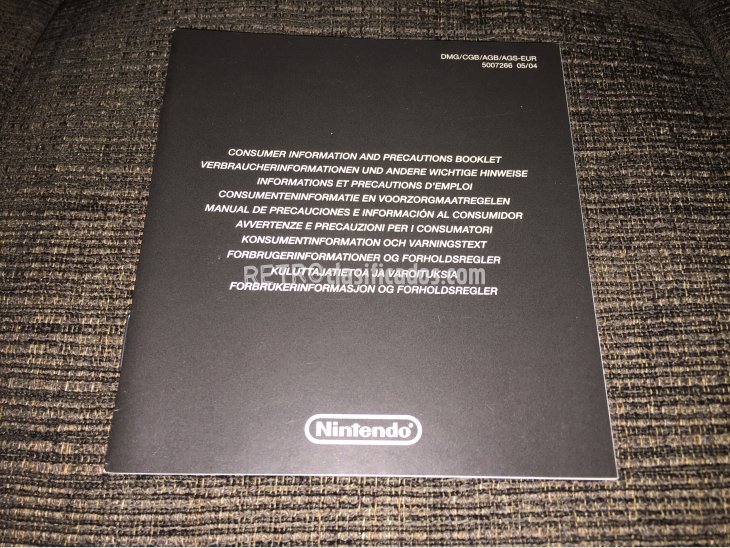 DMG/CGB/AGB/AGS-EUR
5007266 05/04
CONSUMER INFORMATION AND PRECAUTIONS BOOKLET
VERBRAUCHERINFORMATIONEN UND ANDERE WICHTIGE HINWEISE
INFORMATIONS ET PRECAUTIONS D'EMPLOI
CONSUMENTENINFORMATIE EN VOORZORGMAATREGELEN
MANUAL DE PRECAUCIONES E INFORMACIÓN AL CONSUMIDOR
AVVERTENZE E PRECAUZIONI PER I CONSUMATORI
KONSUMENTINFORMATION OCH VARNINGSTEXT
FORBRUGERINFORMATIONER OG FORHOLDSREGLER
KULUTTAJATIETOA JA VAROITUKSIA
RETROclasificados.com
FORBRUKERINFORMASJON OG FORHOLDSREGLER
Nintendo®